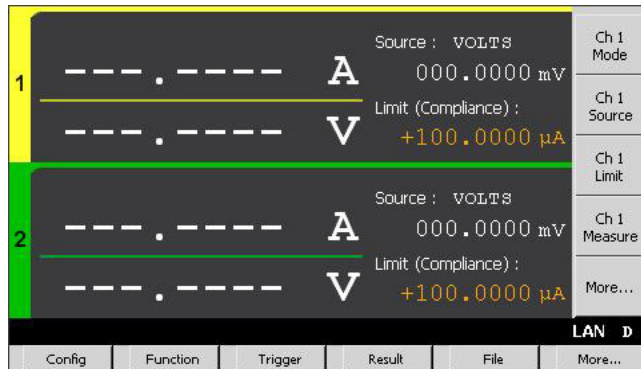 1
---.---- A
Source : VOLTS
000.0000 mV
---.---- V
Limit (Compliance) :
+100.0000 µA
2
---.---- A
Source : VOLTS
000.0000 mV
---.---- V
Limit (Compliance) :
+100.0000 µA
Ch 1
Mode
Ch 1
Source
Ch 1
Limit
Ch 1
Measure
More...
LAN D
Config Function Trigger Result File More...